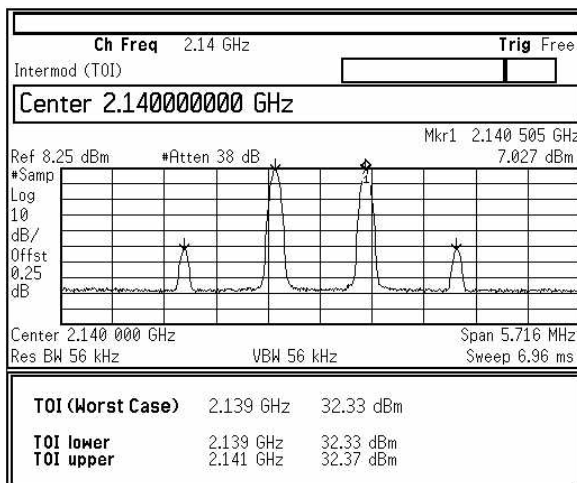 Ch Freq 2.14 GHz Trig Free
Intermod (TOI)
Center 2.140000000 GHz
Mkr1 2.140 505 GHz
Ref 8.25 dBm #Atten 38 dB 7.027 dBm
#Samp
Log
10
dB/
Offst
0.25
dB
1
Center 2.140 000 GHz Span 5.716 MHz
Res BW 56 kHz VBW 56 kHz Sweep 6.96 ms
TOI (Worst Case) 2.139 GHz 32.33 dBm
TOI lower 2.139 GHz 32.33 dBm
TOI upper 2.141 GHz 32.37 dBm